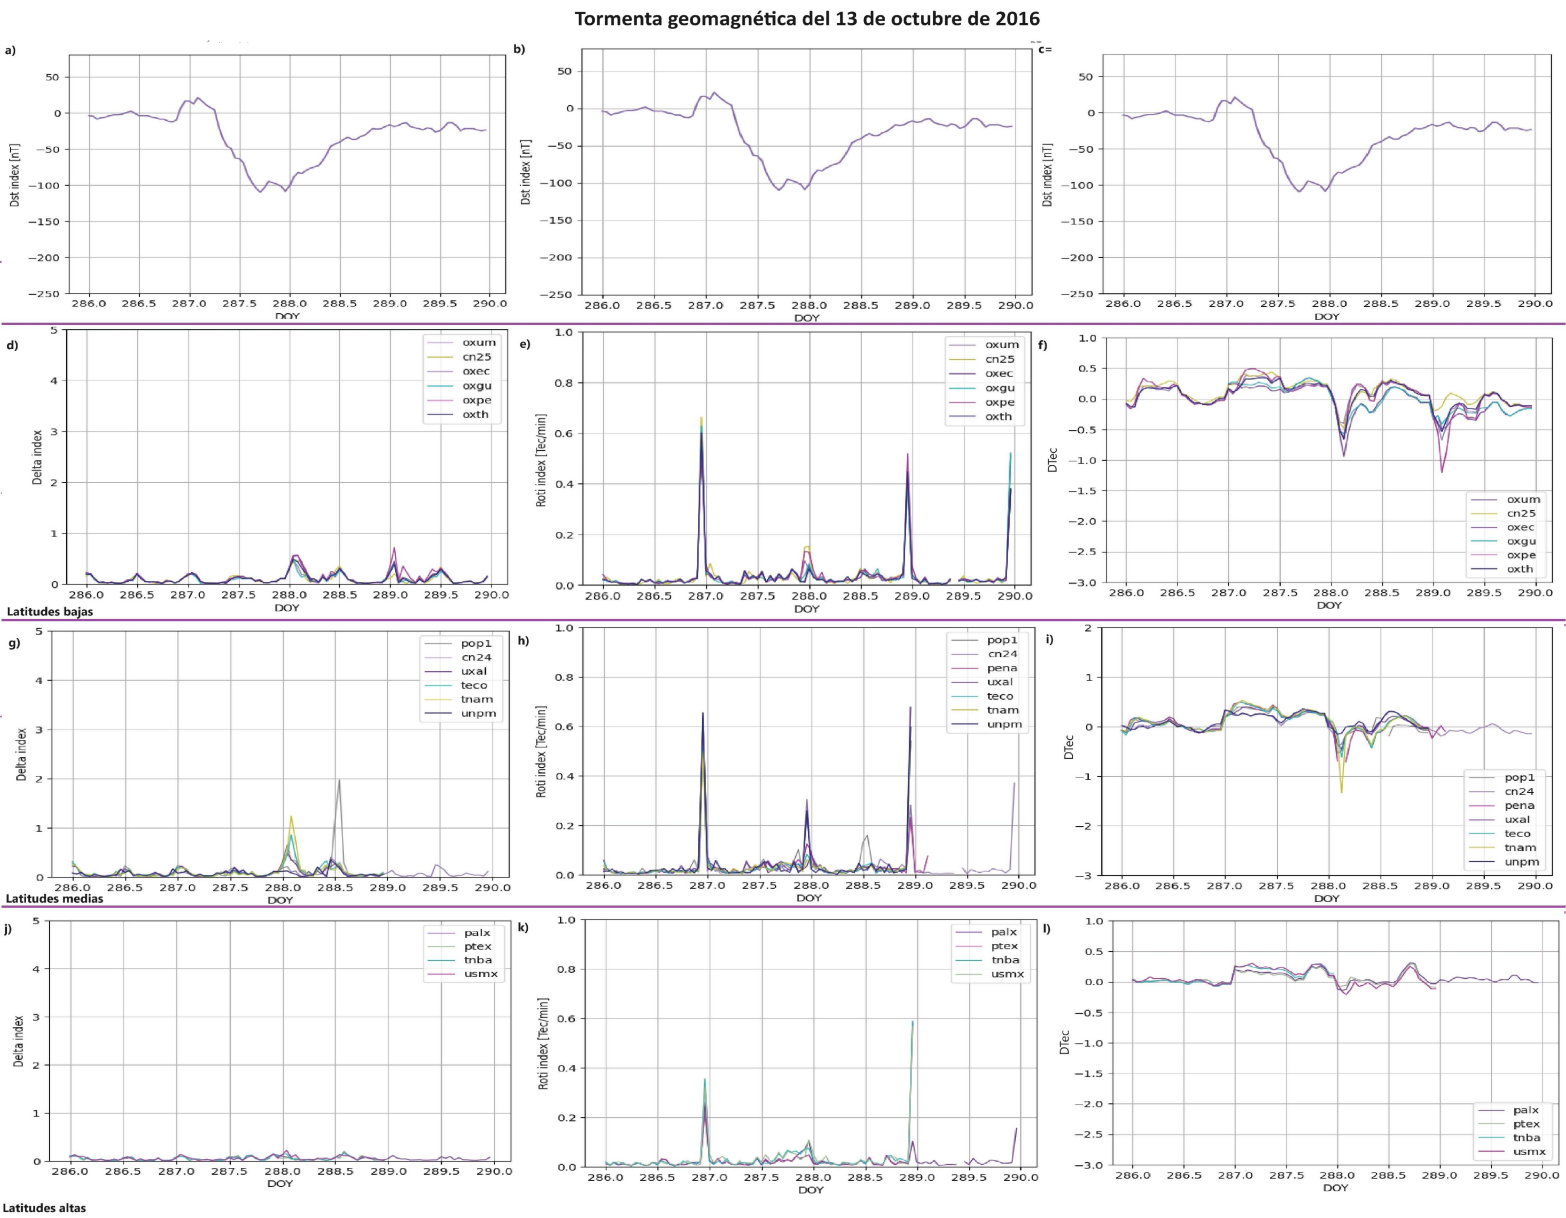 Tormenta geomagnética del 13 de octubre de 2016
a)
b)
c=
50
0
−50
−100
−150
−200
−250
Dst index [nT]
286.0 286.5 287.0 287.5 288.0 288.5 289.0 289.5 290.0
DOY
50
0
−50
−100
−150
−200
−250
Dst index [nT]
286.0 286.5 287.0 287.5 288.0 288.5 289.0 289.5 290.0
DOY
50
0
−50
−100
−150
−200
−250
Dst index [nT]
286.0 286.5 287.0 287.5 288.0 288.5 289.0 289.5 290.0
DOY
d)
5
4
3
2
1
0
Delta index
oxum
cn25
oxec
oxgu
oxpe
oxth
286.0 286.5 287.0 287.5 288.0 288.5 289.0 289.5 290.0
DOY
e)
1.0
0.8
0.6
0.4
0.2
0.0
Roti index [Tec/min]
oxum
cn25
oxec
oxgu
oxpe
oxth
286.0 286.5 287.0 287.5 288.0 288.5 289.0 289.5 290.0
DOY
f)
1.0
0.5
0.0
−0.5
−1.0
−1.5
−2.0
−2.5
−3.0
DTec
oxum
cn25
oxec
oxgu
oxpe
oxth
286.0 286.5 287.0 287.5 288.0 288.5 289.0 289.5 290.0
DOY
Latitudes bajas
g)
5
4
3
2
1
0
Delta index
pop1
cn24
uxal
teco
tnam
unpm
286.0 286.5 287.0 287.5 288.0 288.5 289.0 289.5 290.0
DOY
h)
1.0
0.8
0.6
0.4
0.2
0.0
Roti index [Tec/min]
pop1
cn24
pena
uxal
teco
tnam
unpm
286.0 286.5 287.0 287.5 288.0 288.5 289.0 289.5 290.0
DOY
i)
2
1
0
−1
−2
−3
DTec
pop1
cn24
pena
uxal
teco
tnam
unpm
286.0 286.5 287.0 287.5 288.0 288.5 289.0 289.5 290.0
DOY
Latitudes medias
j)
5
4
3
2
1
0
Delta index
palx
ptex
tnba
usmx
286.0 286.5 287.0 287.5 288.0 288.5 289.0 289.5 290.0
DOY
k)
1.0
0.8
0.6
0.4
0.2
0.0
Roti index [Tec/min]
palx
ptex
tnba
usmx
286.0 286.5 287.0 287.5 288.0 288.5 289.0 289.5 290.0
DOY
l)
1.0
0.5
0.0
−0.5
−1.0
−1.5
−2.0
−2.5
−3.0
DTec
palx
ptex
tnba
usmx
286.0 286.5 287.0 287.5 288.0 288.5 289.0 289.5 290.0
DOY
Latitudes altas